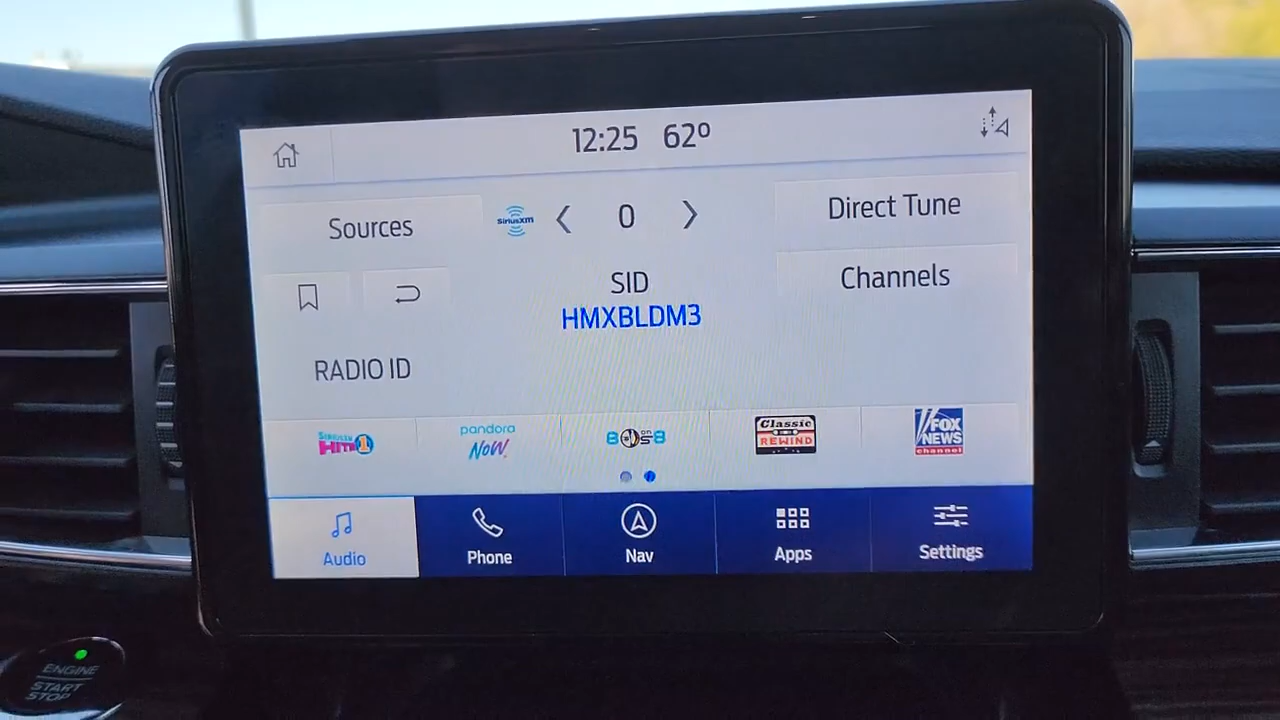 12:25 62º
Sources
SiriusXM
0
Direct Tune
SID
Channels
HMXBLDM3
RADIO ID
SIRIUSXM
HITS 1
pandora
NOW
80s on 8
Classic
REWIND
FOX
NEWS
channel
Audio
Phone
Nav
Apps
Settings
ENGINE
START
STOP